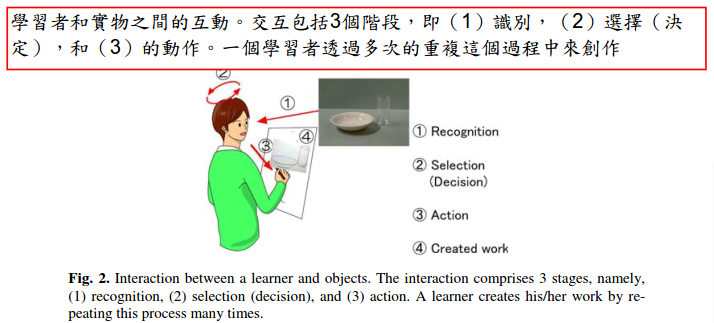 學習者和實物之間的互動。交互包括3個階段，即（1）識別，（2）選擇（決
定），和（3）的動作。一個學習者透過多次的重複這個過程中來創作
②
①
④
③
① Recognition
② Selection
(Decision)
③ Action
④ Created work
Fig. 2. Interaction between a learner and objects. The interaction comprises 3 stages, namely,
(1) recognition, (2) selection (decision), and (3) action. A learner creates his/her work by re-
peating this process many times.